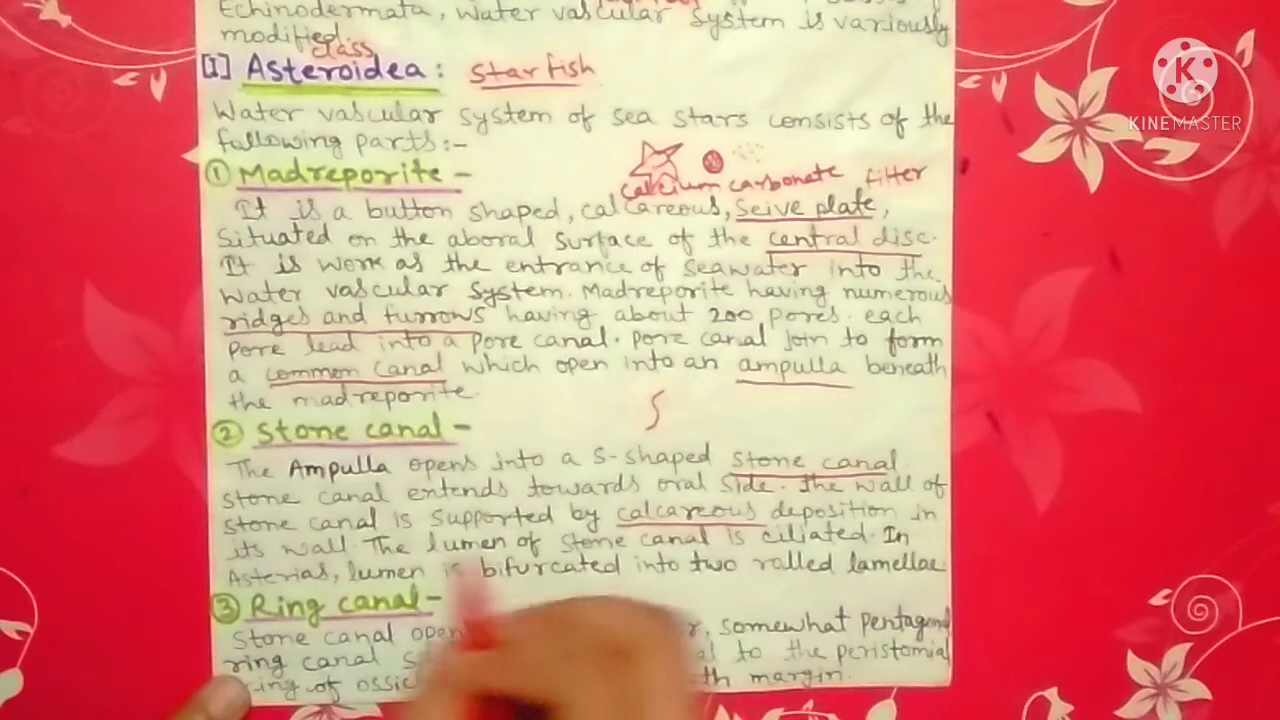 Echinodermata, Water vascular system is variously
modified.
class
[I] Asteroidea: Starfish
Water vascular system of sea stars consists of the
following parts:-
① Madreporite -
calcium carbonate filter
It is a button shaped, calcareous, Seive plate,
Situated on the aboral surface of the central disc.
It is work as the entrance of seawater into the
Water vascular System. Madreporite having numerous
ridges and furrows having about 200 pores. each
Pore lead into a pore canal. Pore canal join to form
a common canal which open into an ampulla beneath
the madreporite.
② Stone canal -
The Ampulla opens into a S-shaped stone canal.
stone canal entends towards oral side. The wall of
stone canal is supported by calcareous deposition in
its wall. The lumen of stone canal is ciliated. In
Asterias, lumen is bifurcated into two rolled lamellae.
③ Ring canal -
Stone canal open somewhat pentagonal
ring canal to the peristomial
ring of margin.
KINEMASTER